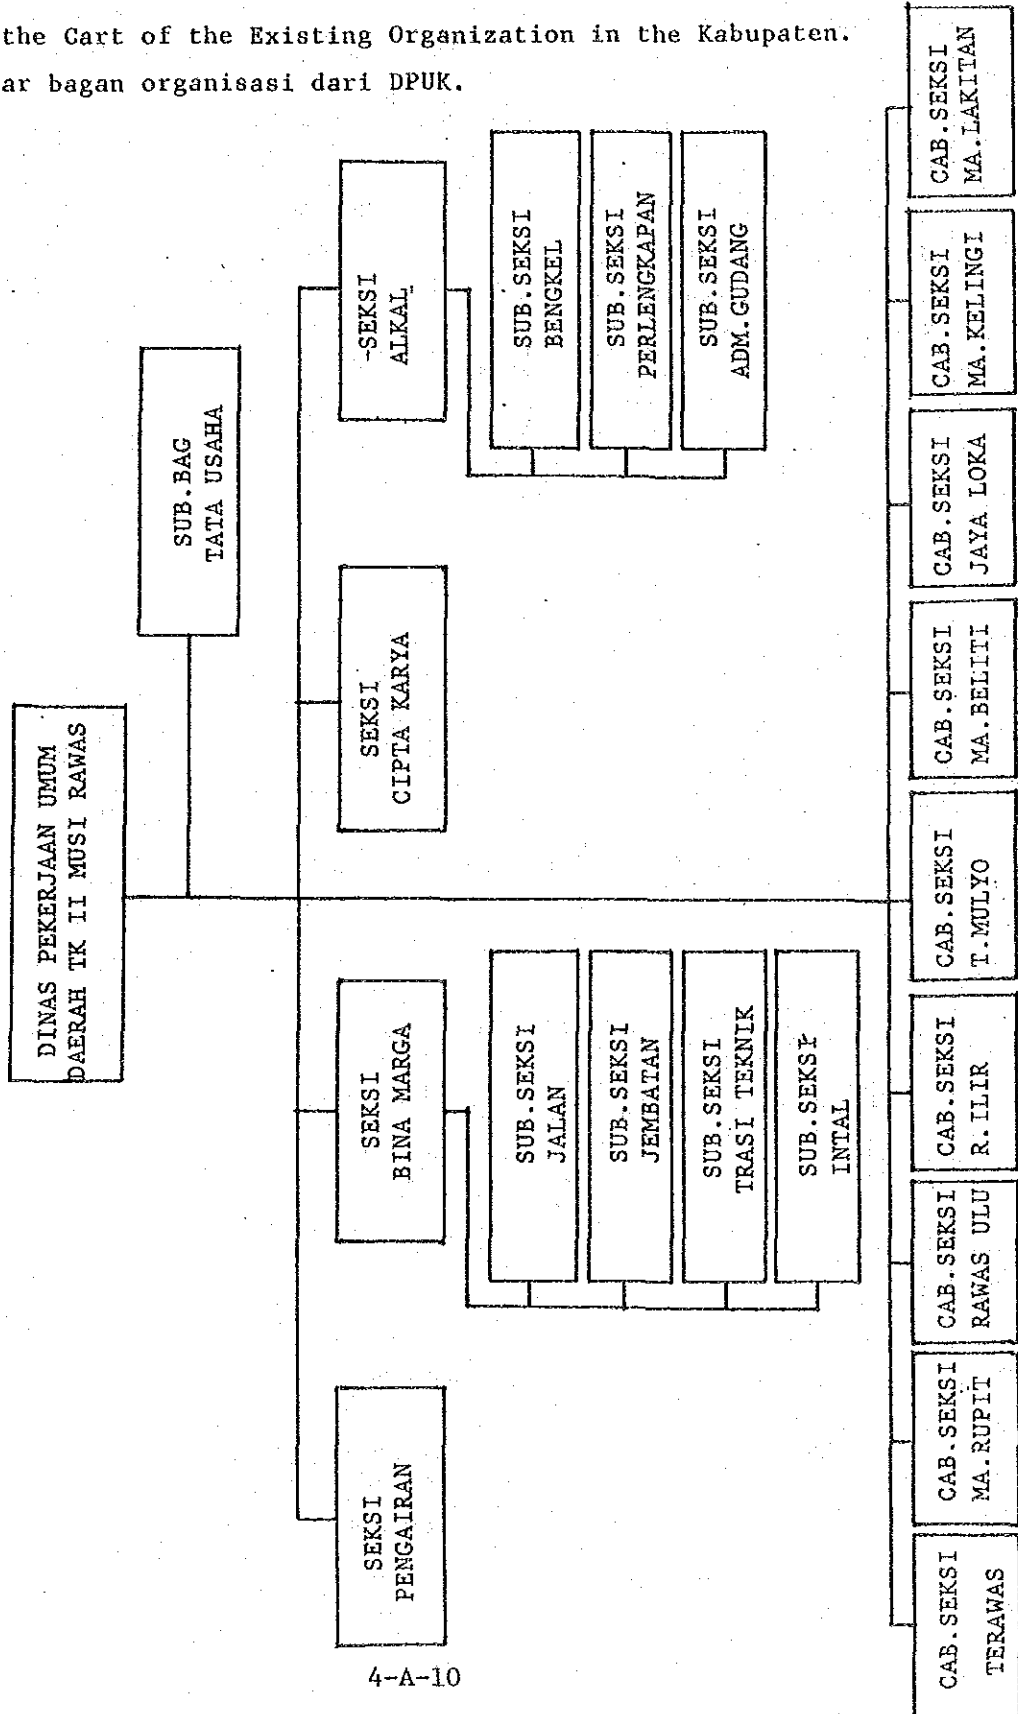 the Cart of the Existing Organization in the Kabupaten.
ar bagan organisasi dari DPUK.
DINAS PEKERJAAN UMUM
DAERAH TK II MUSI RAWAS
SUB.BAG
TATA USAHA
SEKSI
PENGAIRAN
SEKSI
BINA MARGA
SEKSI
CIPTA KARYA
-SEKSI
ALKAL
SUB.SEKSI
JALAN
SUB.SEKSI
JEMBATAN
SUB.SEKSI
TRASI TEKNIK
SUB.SEKSI
INTAL
SUB.SEKSI
BENGKEL
SUB.SEKSI
PERLENGKAPAN
SUB.SEKSI
ADM.GUDANG
CAB.SEKSI
TERAWAS
CAB.SEKSI
MA.RUPIT
CAB.SEKSI
RAWAS ULU
CAB.SEKSI
R.ILIR
CAB.SEKSI
T.MULYO
CAB.SEKSI
MA.BELITI
CAB.SEKSI
JAYA LOKA
CAB.SEKSI
MA.KELINGI
CAB.SEKSI
MA.LAKITAN
4-A-10